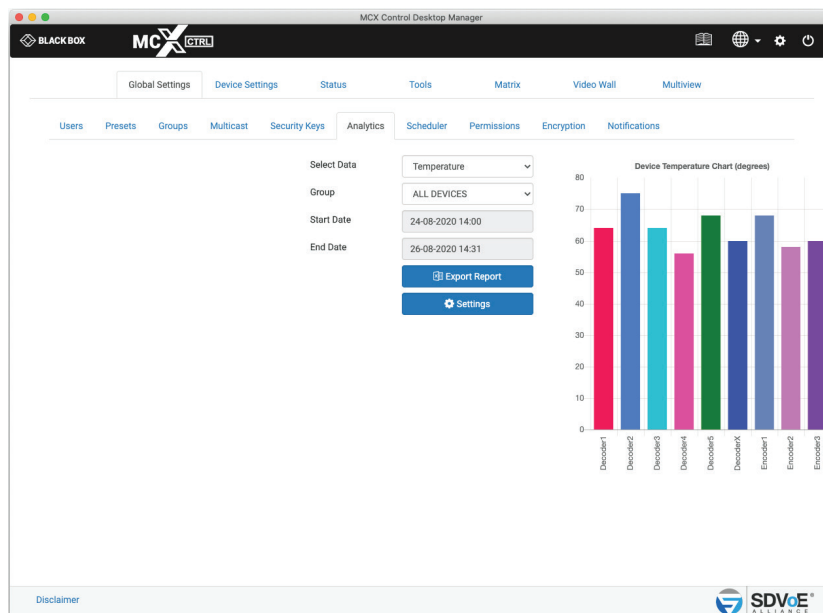 MCX Control Desktop Manager
BLACK BOX MCX CTRL
Global Settings Device Settings Status Tools Matrix Video Wall Multiview
Users Presets Groups Multicast Security Keys Analytics Scheduler Permissions Encryption Notifications
Select Data Temperature
Group ALL DEVICES
Start Date 24-08-2020 14:00
End Date 26-08-2020 14:31
Export Report
Settings
Device Temperature Chart (degrees)
80
70
60
50
40
30
20
10
0
Decoder1 Decoder2 Decoder3 Decoder4 Decoder5 DecoderX Encoder1 Encoder2 Encoder3
Disclaimer
SDVoE®
ALLIANCE